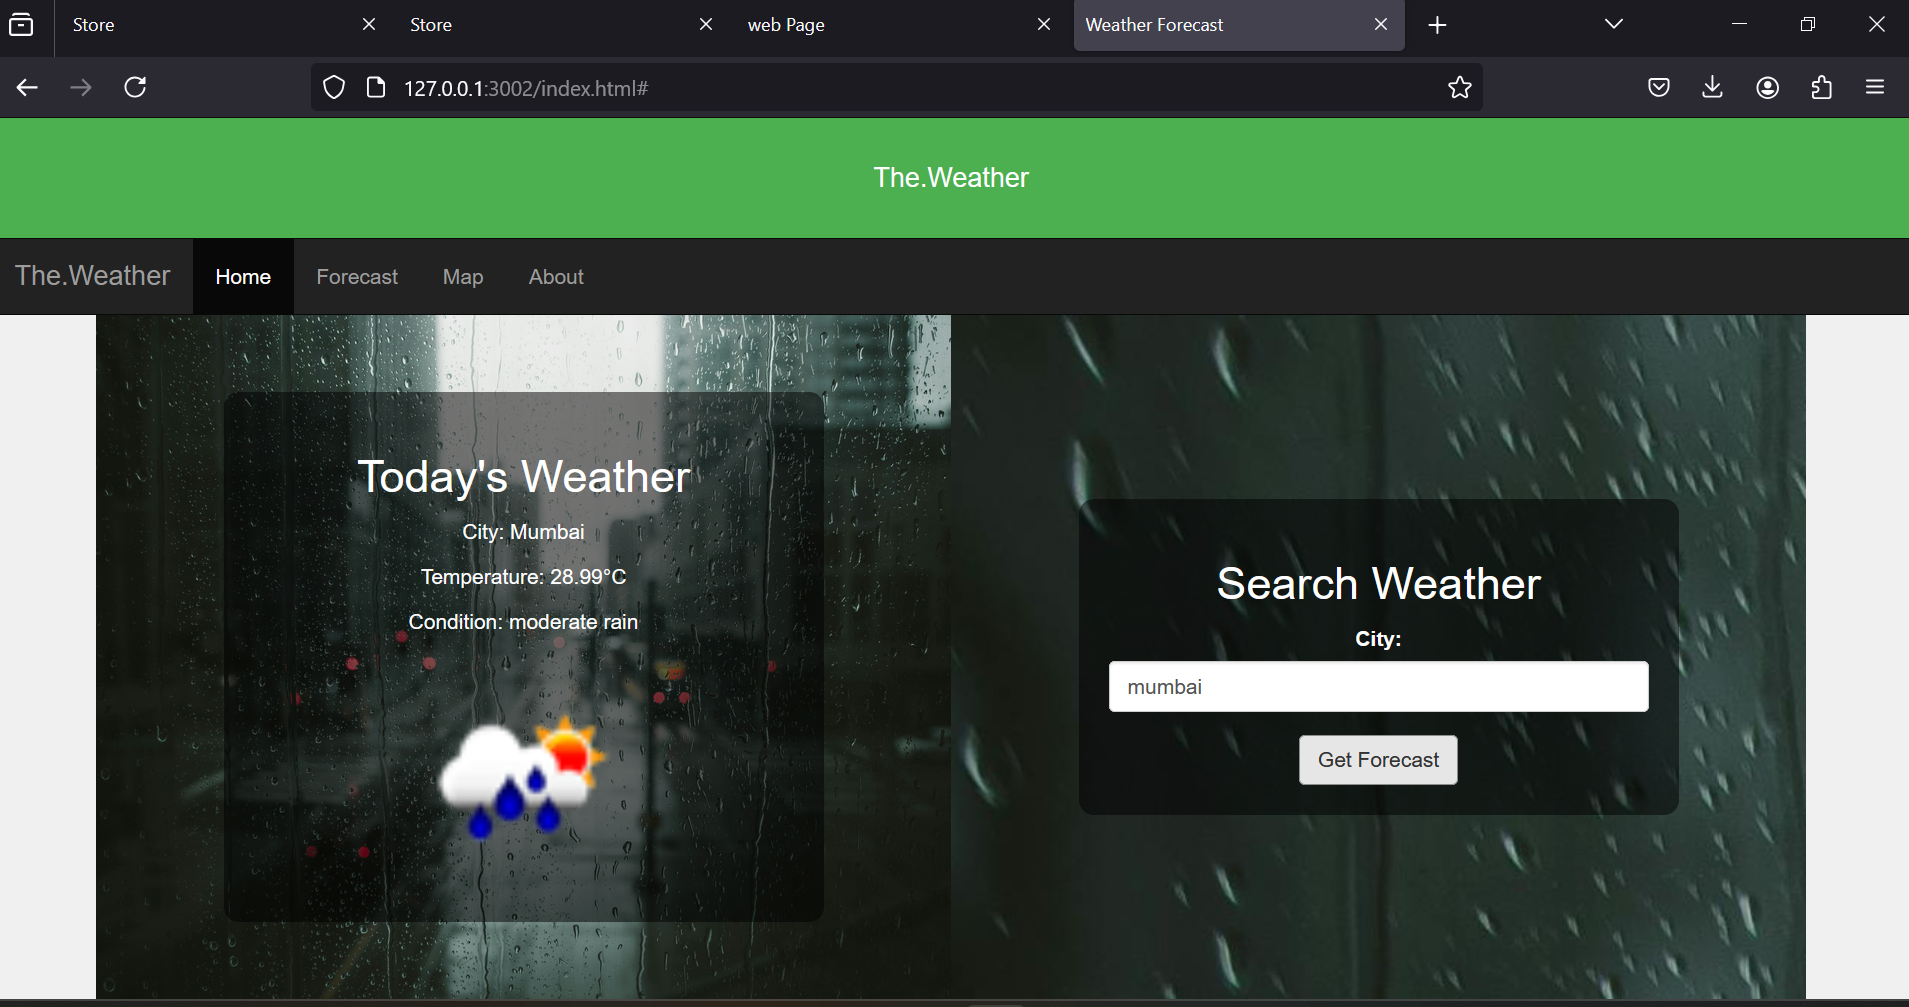 Store
Store
web Page
Weather Forecast
127.0.0.1:3002/index.html#
The.Weather
The.Weather
Home
Forecast
Map
About
Today's Weather
City: Mumbai
Temperature: 28.99°C
Condition: moderate rain
Search Weather
City:
mumbai
Get Forecast